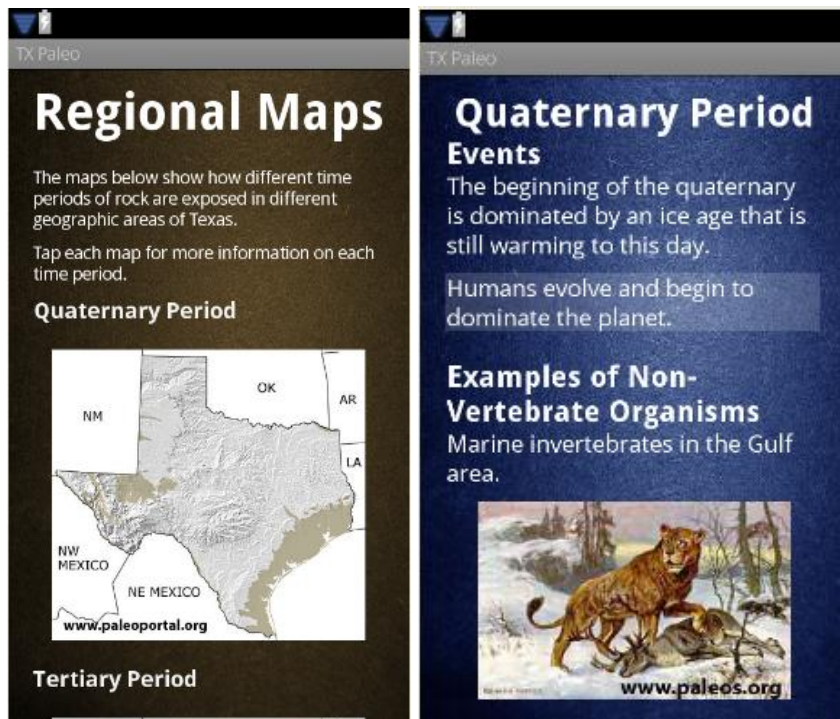 TX Paleo
Regional Maps
The maps below show how different time
periods of rock are exposed in different
geographic areas of Texas.
Tap each map for more information on each
time period.
Quaternary Period
OK
NM
AR
LA
NW
MEXICO
NE MEXICO
www.paleoportal.org
Tertiary Period
TX Paleo
Quaternary Period
Events
The beginning of the quaternary
is dominated by an ice age that is
still warming to this day.
Humans evolve and begin to
dominate the planet.
Examples of Non-
Vertebrate Organisms
Marine invertebrates in the Gulf
area.
www.paleos.org